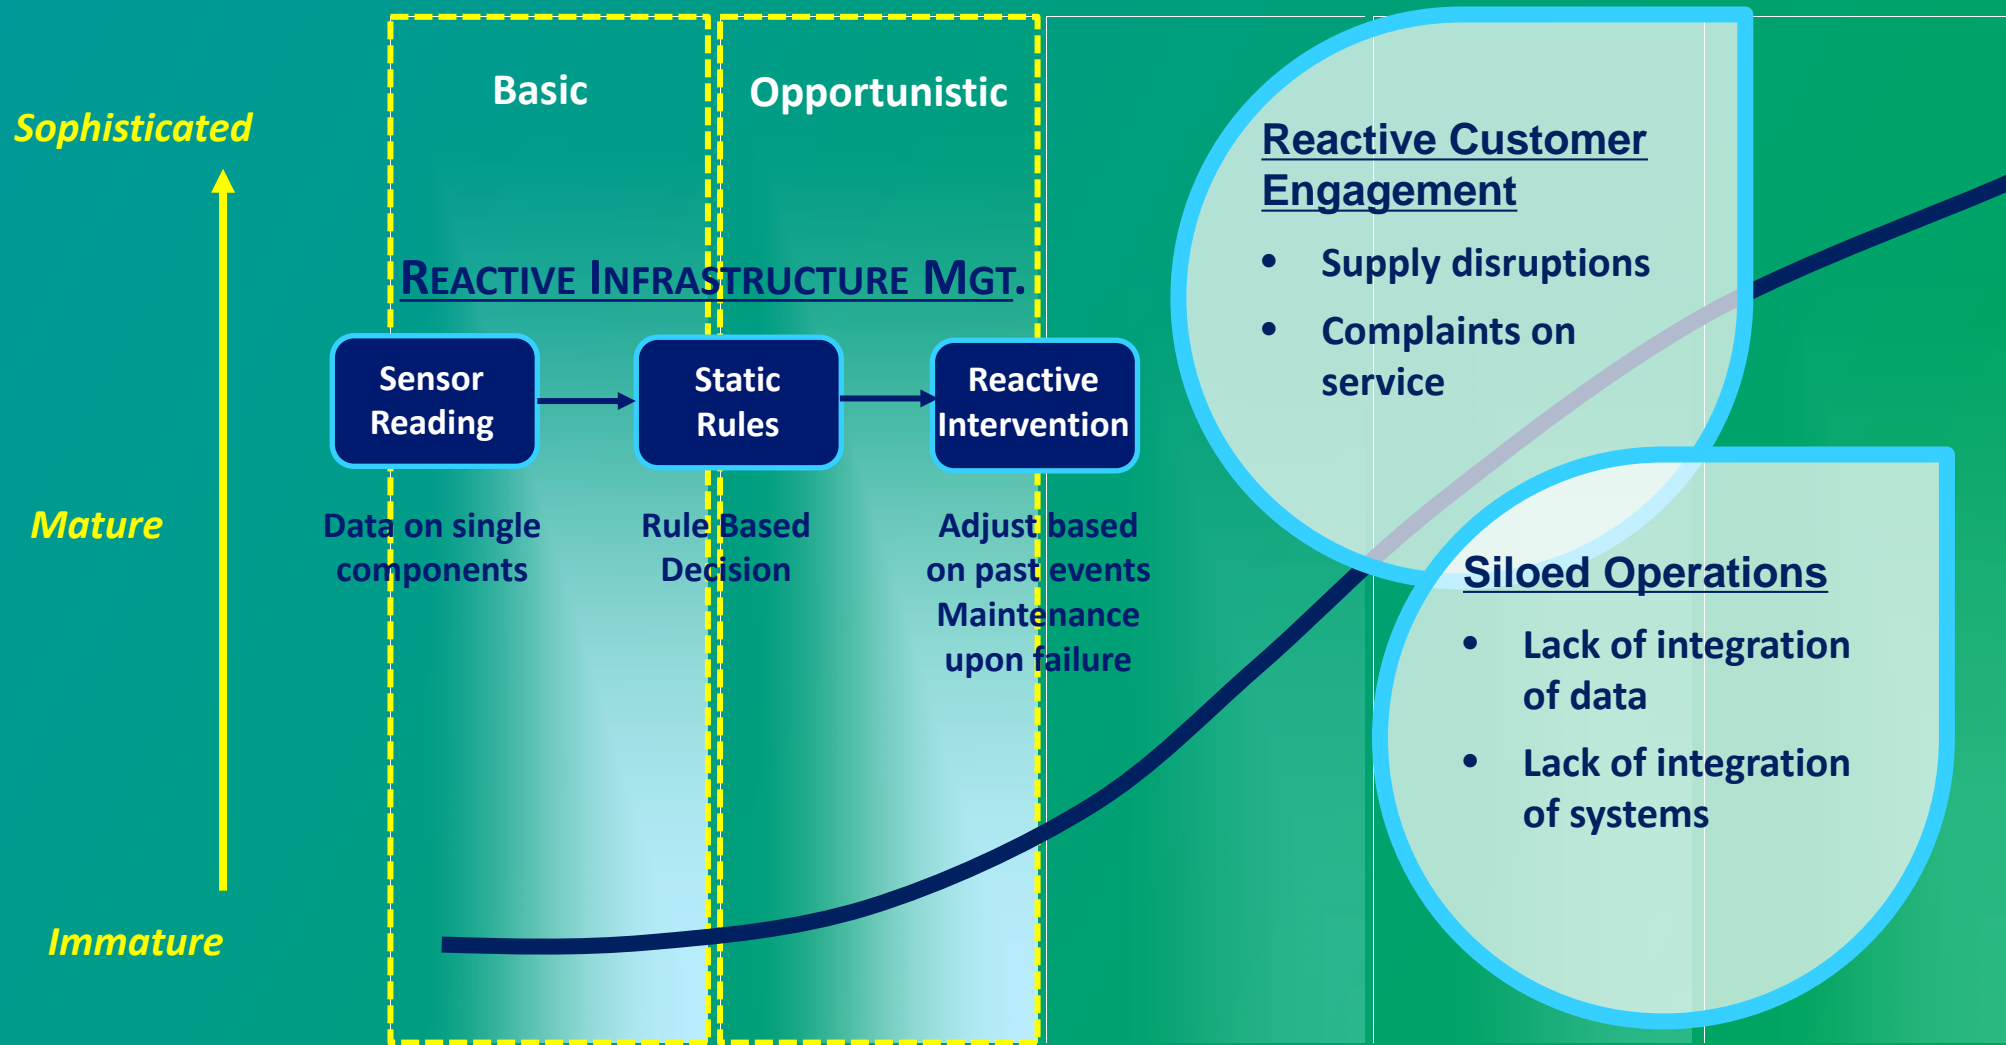 Sophisticated
Mature
Immature
Basic
Opportunistic
REACTIVE INFRASTRUCTURE MGT.
Sensor
Reading
Static
Rules
Reactive
Intervention
Data on single
components
Rule Based
Decision
Adjust based
on past events
Maintenance
upon failure
Reactive Customer
Engagement
• Supply disruptions
• Complaints on
service
Siloed Operations
• Lack of integration
of data
• Lack of integration
of systems